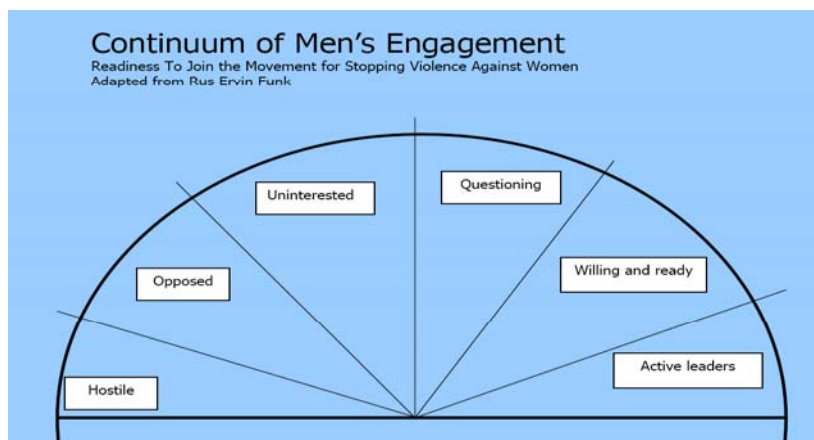 Continuum of Men's Engagement
Readiness To Join the Movement for Stopping Violence Against Women
Adapted from Rus Ervin Funk
Uninterested
Questioning
Opposed
Willing and ready
Hostile
Active leaders